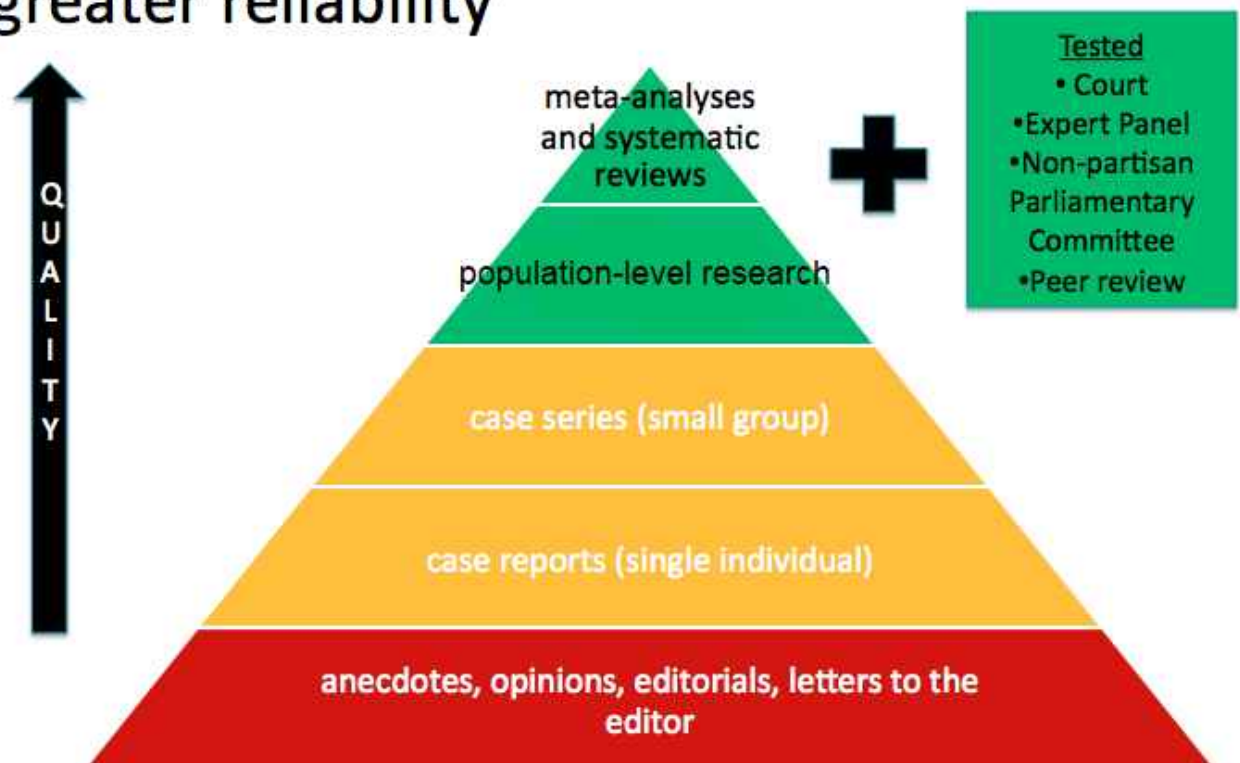 greater reliability
QUALITY
meta-analyses
and systematic
reviews
population-level research
case series (small group)
case reports (single individual)
anecdotes, opinions, editorials, letters to the
editor
Tested
• Court
•Expert Panel
•Non-partisan
Parliamentary
Committee
•Peer review